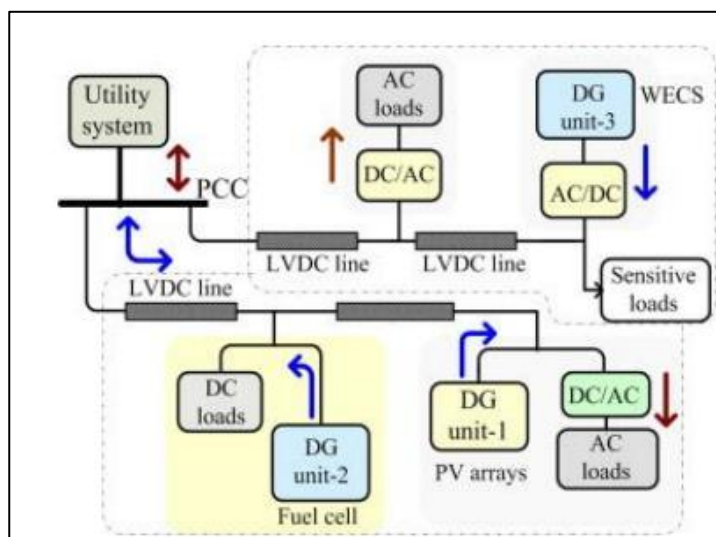 Utility
system
PCC
AC
loads
DC/AC
DG
unit-3
WECS
AC/DC
LVDC line
LVDC line
Sensitive
loads
LVDC line
DC
loads
DG
unit-2
Fuel cell
DG
unit-1
PV arrays
DC/AC
AC
loads